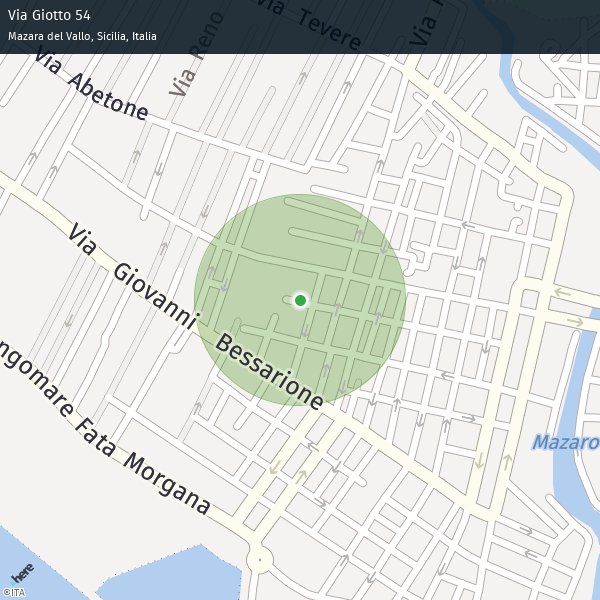 Via Giotto 54
Mazara del Vallo, Sicilia, Italia
Via Tevere
Via Reno
Via Abetone
Via Giovanni Bessarione
Lungomare Fata Morgana
Mazaro
here
©ITA